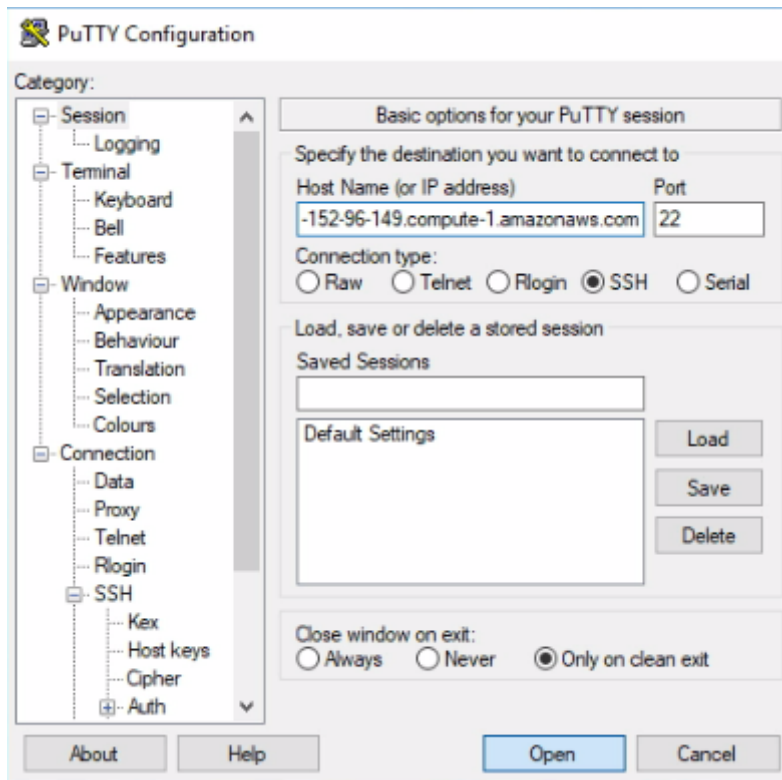 PuTTY Configuration
Category:
Session
Logging
Terminal
Keyboard
Bell
Features
Window
Appearance
Behaviour
Translation
Selection
Colours
Connection
Data
Proxy
Telnet
Rlogin
SSH
Kex
Host keys
Cipher
Auth
Basic options for your PuTTY session
Specify the destination you want to connect to
Host Name (or IP address) Port
-152-96-149.compute-1.amazonaws.com 22
Connection type:
Raw Telnet Rlogin SSH Serial
Load, save or delete a stored session
Saved Sessions
Default Settings
Load
Save
Delete
Close window on exit:
Always Never Only on clean exit
About Help Open Cancel